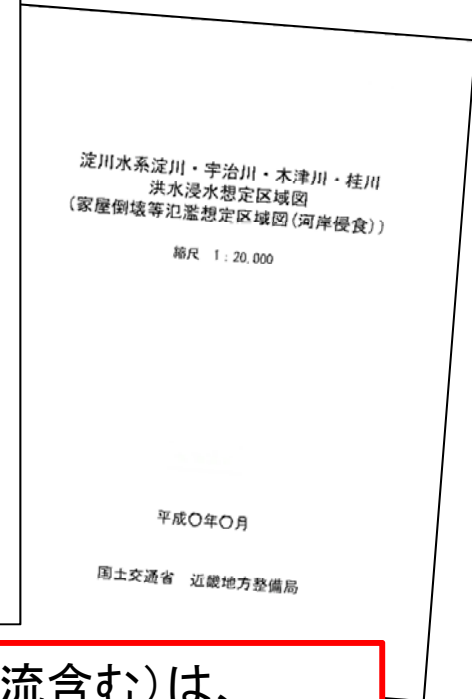 淀川水系淀川・宇治川・木津川・桂川
洪水浸水想定区域図
(家屋倒壊等氾濫想定区域図(河岸侵食))
縮尺 1:20,000
平成〇年〇月
国土交通省 近畿地方整備局
流含む)は、